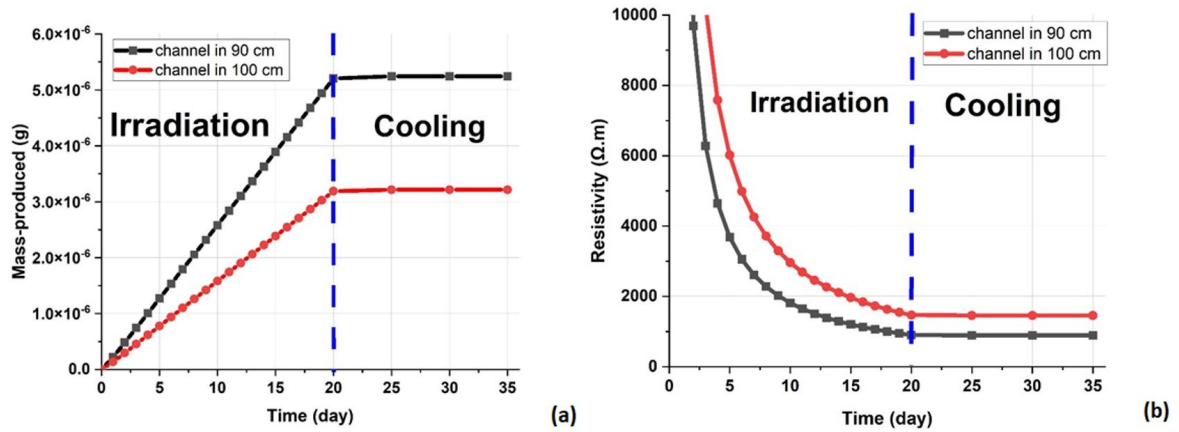 6.0×10⁻⁶
5.0×10⁻⁶
4.0×10⁻⁶
3.0×10⁻⁶
2.0×10⁻⁶
1.0×10⁻⁶
0.0
Mass-produced (g)
channel in 90 cm
channel in 100 cm
Irradiation
Cooling
0 5 10 15 20 25 30 35
Time (day)
(a)
10000
8000
6000
4000
2000
0
Resistivity (Ω.m)
channel in 90 cm
channel in 100 cm
Irradiation
Cooling
0 5 10 15 20 25 30 35
Time (day)
(b)